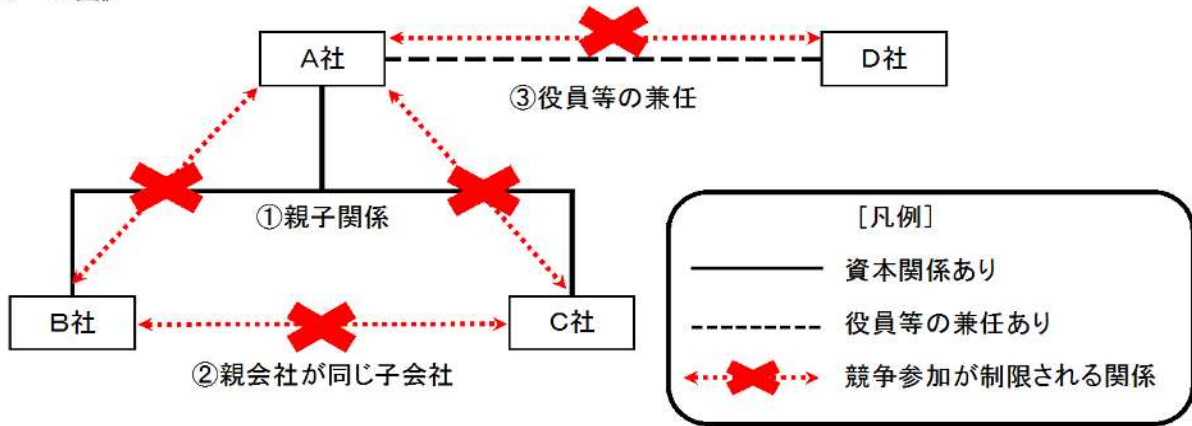 A社
D社
③役員等の兼任
①親子関係
B社
C社
②親会社が同じ子会社
[凡例]
資本関係あり
役員等の兼任あり
競争参加が制限される関係